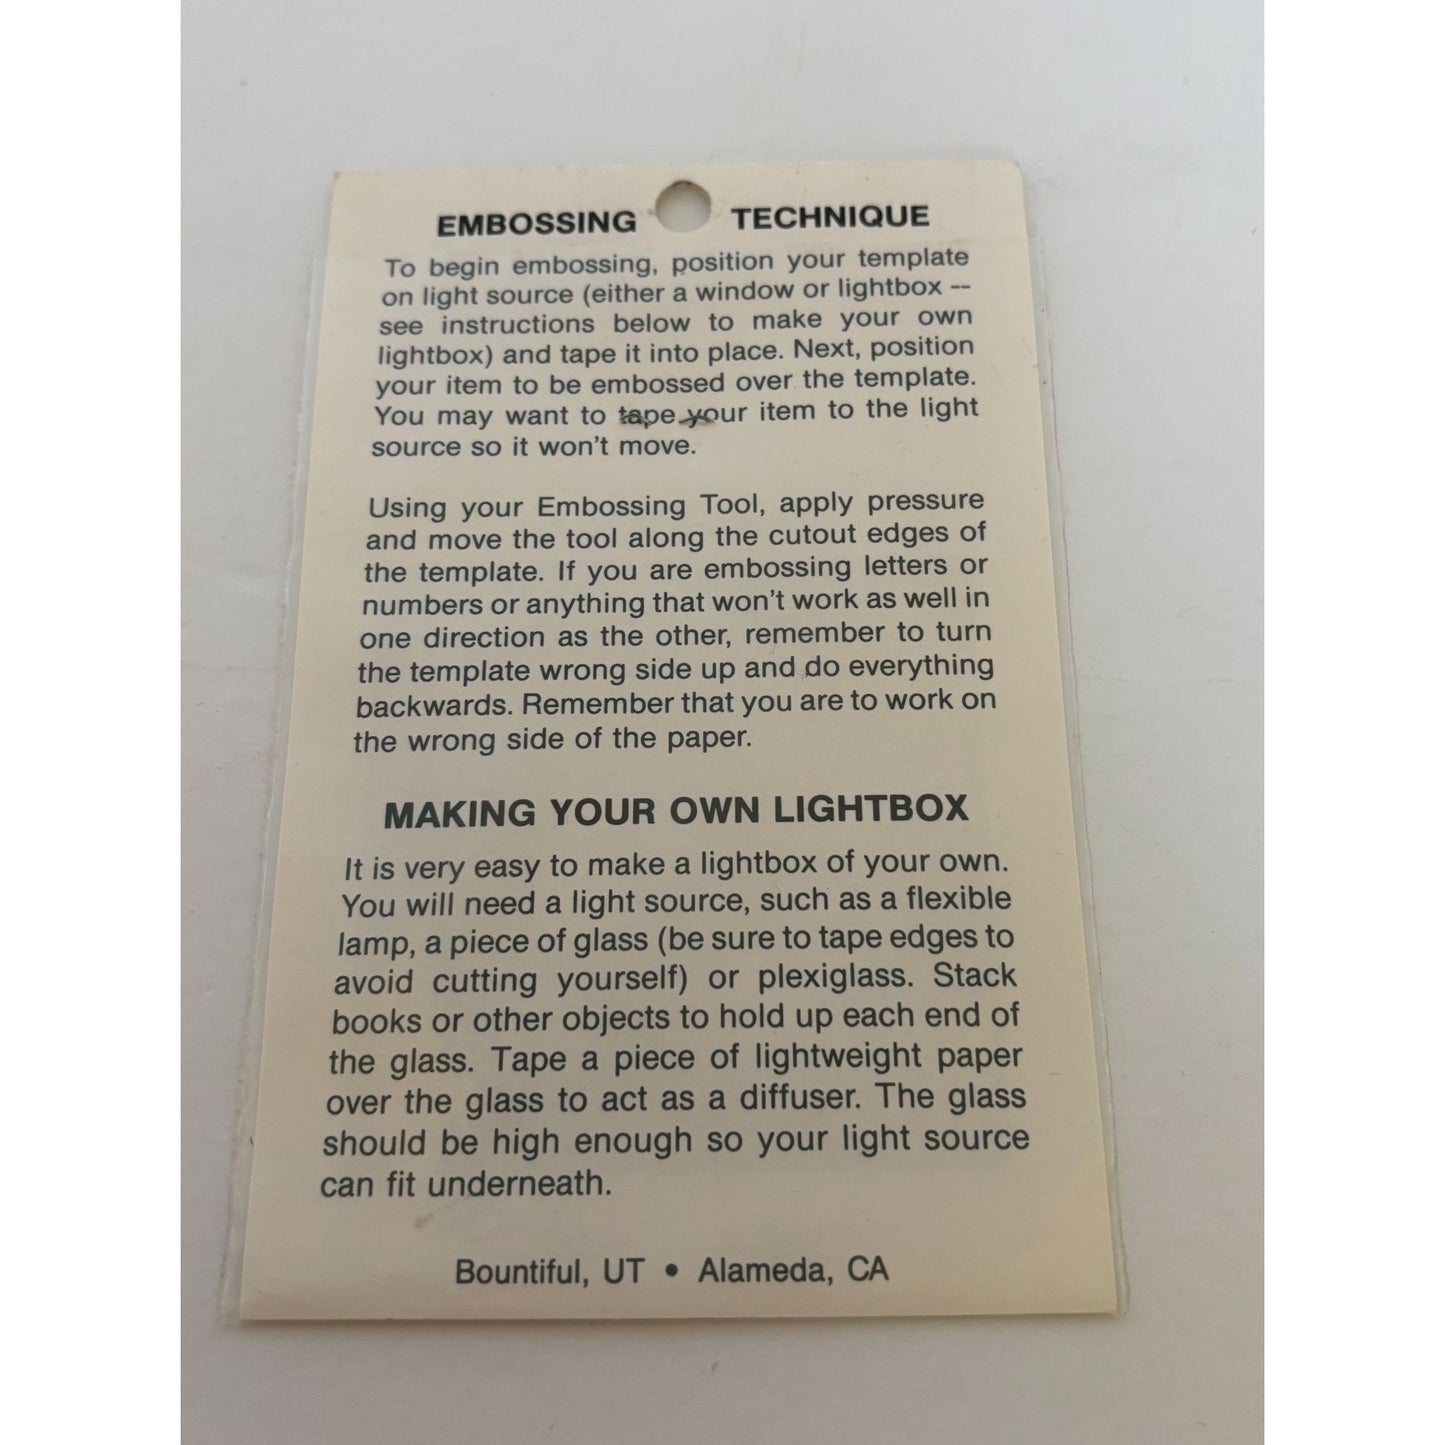 EMBOSSING TECHNIQUE
To begin embossing, position your template
on light source (either a window or lightbox --
see instructions below to make your own
lightbox) and tape it into place. Next, position
your item to be embossed over the template.
You may want to tape your item to the light
source so it won't move.
Using your Embossing Tool, apply pressure
and move the tool along the cutout edges of
the template. If you are embossing letters or
numbers or anything that won't work as well in
one direction as the other, remember to turn
the template wrong side up and do everything
backwards. Remember that you are to work on
the wrong side of the paper.
MAKING YOUR OWN LIGHTBOX
It is very easy to make a lightbox of your own.
You will need a light source, such as a flexible
lamp, a piece of glass (be sure to tape edges to
avoid cutting yourself) or plexiglass. Stack
books or other objects to hold up each end of
the glass. Tape a piece of lightweight paper
over the glass to act as a diffuser. The glass
should be high enough so your light source
can fit underneath.
Bountiful, UT • Alameda, CA